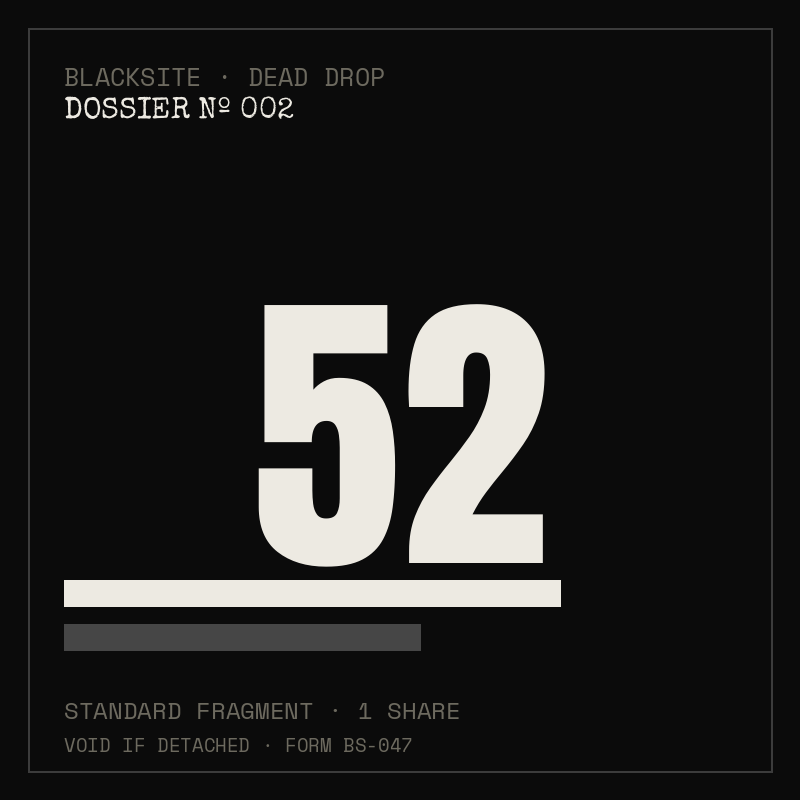 BLACKSITE · DEAD DROP
DOSSIER Nº 002
52
STANDARD FRAGMENT · 1 SHARE
VOID IF DETACHED · FORM BS-047